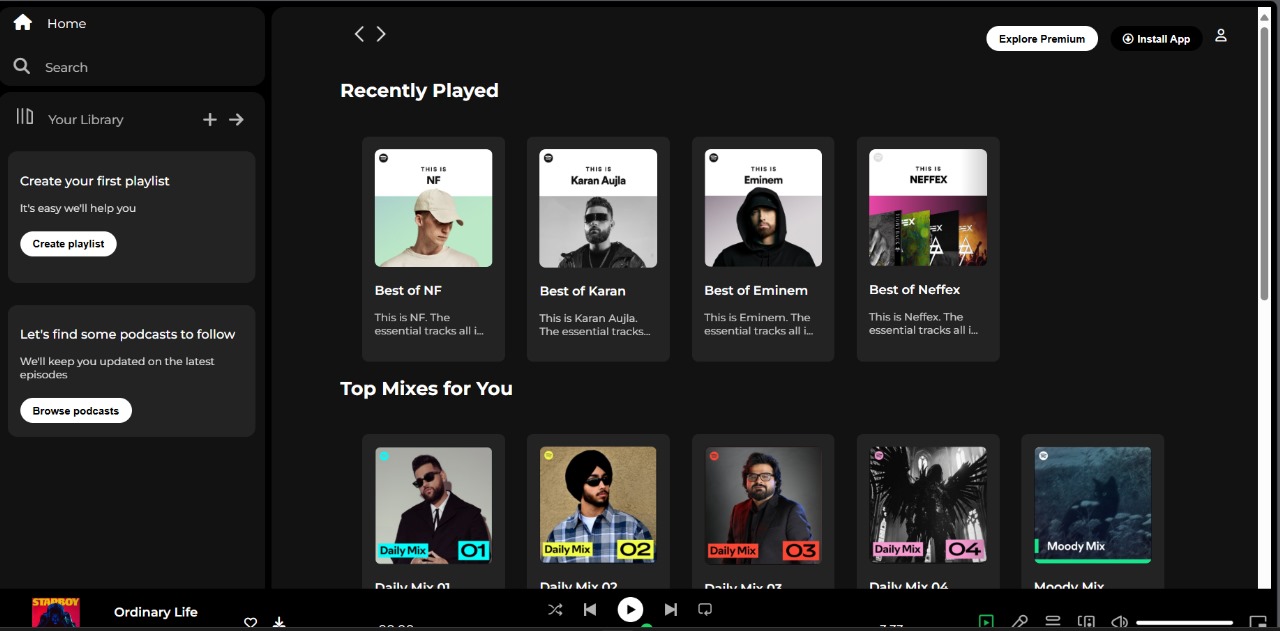 Home
Search
Your Library
Create your first playlist
It's easy we'll help you
Create playlist
Let's find some podcasts to follow
We'll keep you updated on the latest
episodes
Browse podcasts
Explore Premium
Install App
Recently Played
THIS IS
NF
Best of NF
This is NF. The
essential tracks all i...
THIS IS
Karan Aujla
Best of Karan
This is Karan Aujla.
The essential tracks...
THIS IS
Eminem
Best of Eminem
This is Eminem. The
essential tracks all i...
THIS IS
NEFFEX
Best of Neffex
This is Neffex. The
essential tracks all i...
Top Mixes for You
Daily Mix 01
Daily Mix 01
Daily Mix 02
Daily Mix 02
Daily Mix 03
Daily Mix 03
Daily Mix 04
Daily Mix 04
Moody Mix
Moody Mix
STARBOY
Ordinary Life
00:00
3:33